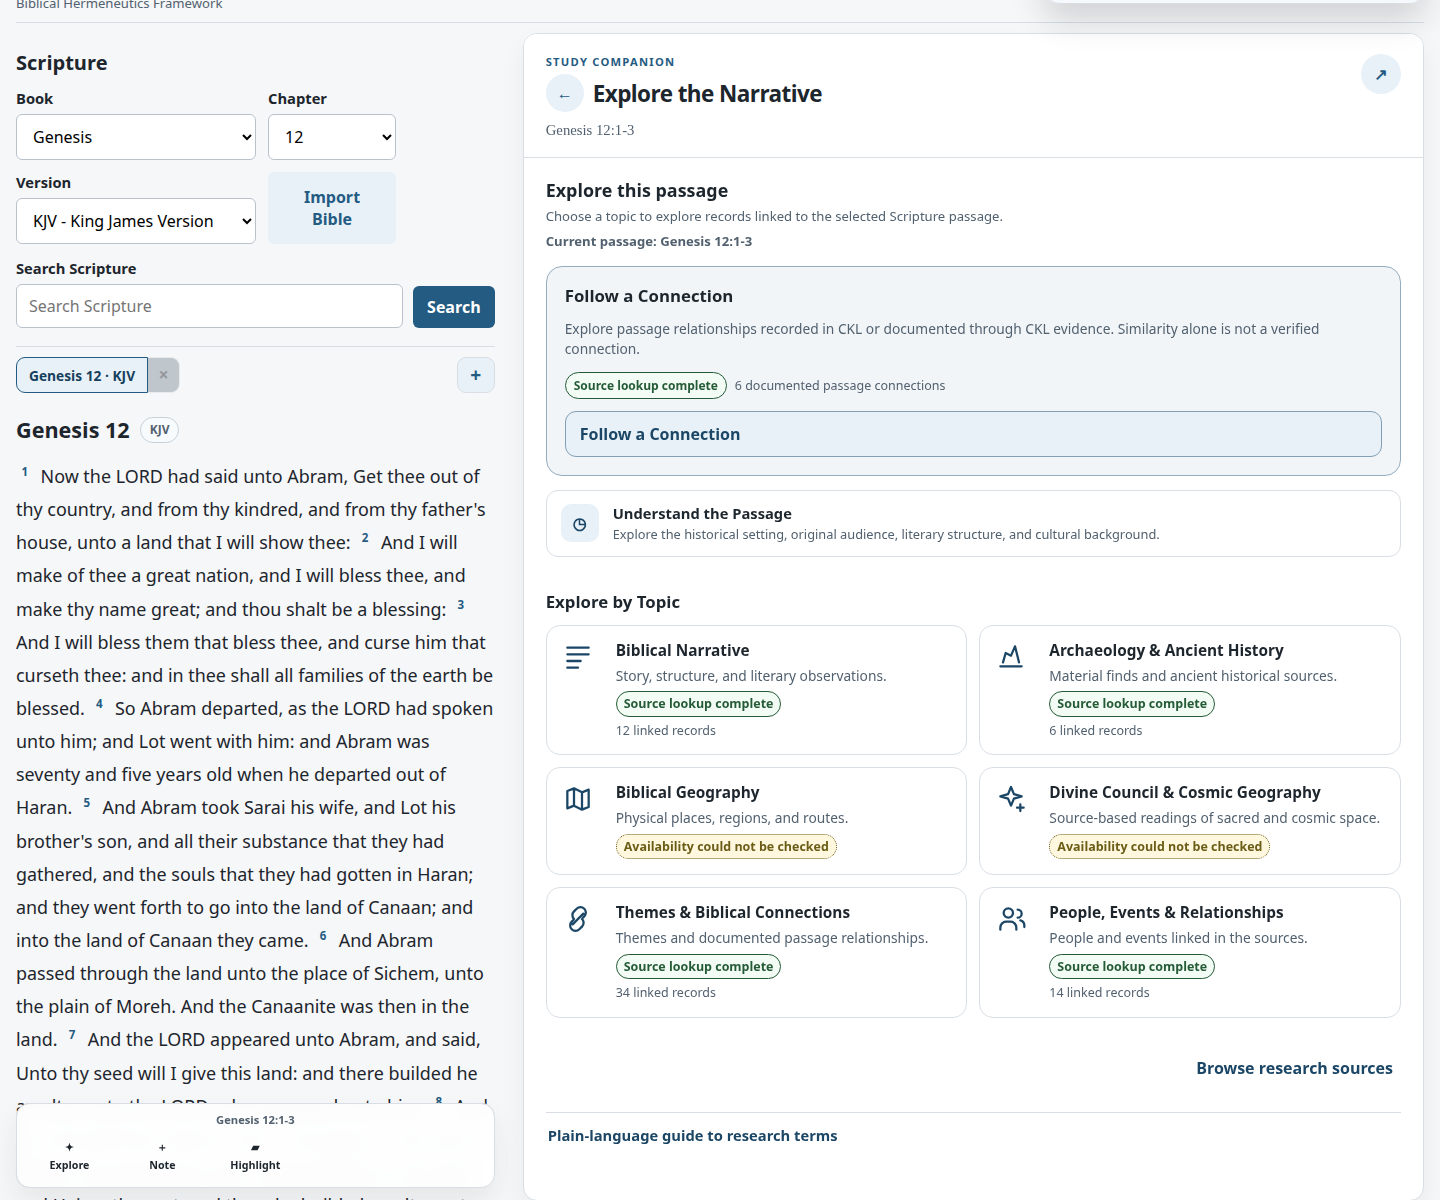 Biblical Hermeneutics Framework
Scripture
Book
Chapter
Genesis
12
Version
KJV - King James Version
Import
Bible
Search Scripture
Search Scripture
Search
Genesis 12 · KJV
×
+
Genesis 12
KJV
1 Now the LORD had said unto Abram, Get thee out of
thy country, and from thy kindred, and from thy father's
house, unto a land that I will show thee: 2 And I will
make of thee a great nation, and I will bless thee, and
make thy name great; and thou shalt be a blessing: 3
And I will bless them that bless thee, and curse him that
curseth thee: and in thee shall all families of the earth be
blessed. 4 So Abram departed, as the LORD had spoken
unto him; and Lot went with him: and Abram was
seventy and five years old when he departed out of
Haran. 5 And Abram took Sarai his wife, and Lot his
brother's son, and all their substance that they had
gathered, and the souls that they had gotten in Haran;
and they went forth to go into the land of Canaan; and
into the land of Canaan they came. 6 And Abram
passed through the land unto the place of Sichem, unto
the plain of Moreh. And the Canaanite was then in the
land. 7 And the LORD appeared unto Abram, and said,
Unto thy seed will I give this land: and there builded he
Genesis 12:1-3
Explore
+
Note
Highlight
STUDY COMPANION
← Explore the Narrative
↗
Genesis 12:1-3
Explore this passage
Choose a topic to explore records linked to the selected Scripture passage.
Current passage: Genesis 12:1-3
Follow a Connection
Explore passage relationships recorded in CKL or documented through CKL evidence. Similarity alone is not a verified
connection.
Source lookup complete 6 documented passage connections
Follow a Connection
Understand the Passage
Explore the historical setting, original audience, literary structure, and cultural background.
Explore by Topic
Biblical Narrative
Story, structure, and literary observations.
Source lookup complete
12 linked records
Archaeology & Ancient History
Material finds and ancient historical sources.
Source lookup complete
6 linked records
Biblical Geography
Physical places, regions, and routes.
Availability could not be checked
Divine Council & Cosmic Geography
Source-based readings of sacred and cosmic space.
Availability could not be checked
Themes & Biblical Connections
Themes and documented passage relationships.
Source lookup complete
34 linked records
People, Events & Relationships
People and events linked in the sources.
Source lookup complete
14 linked records
Browse research sources
Plain-language guide to research terms